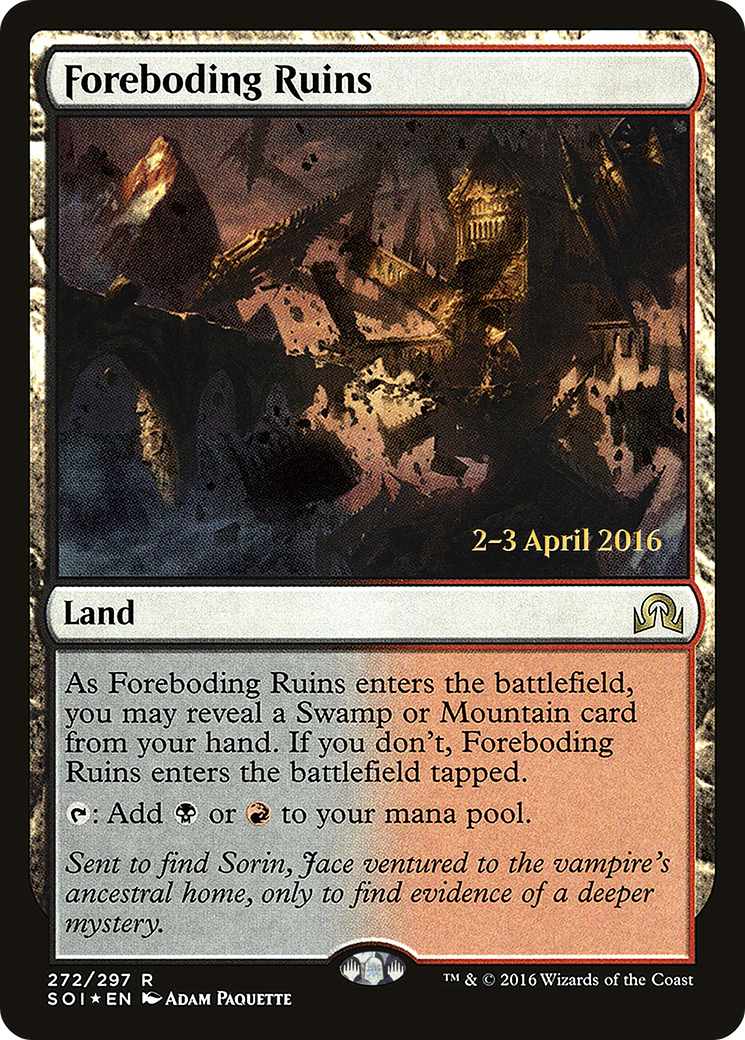 Foreboding Ruins
2–3 April 2016
Land
As Foreboding Ruins enters the battlefield,
you may reveal a Swamp or Mountain card
from your hand. If you don't, Foreboding
Ruins enters the battlefield tapped.
: Add or to your mana pool.
Sent to find Sorin, Jace ventured to the vampire's
ancestral home, only to find evidence of a deeper
mystery.
272/297 R
SOI★EN Adam Paquette
™ & © 2016 Wizards of the Coast